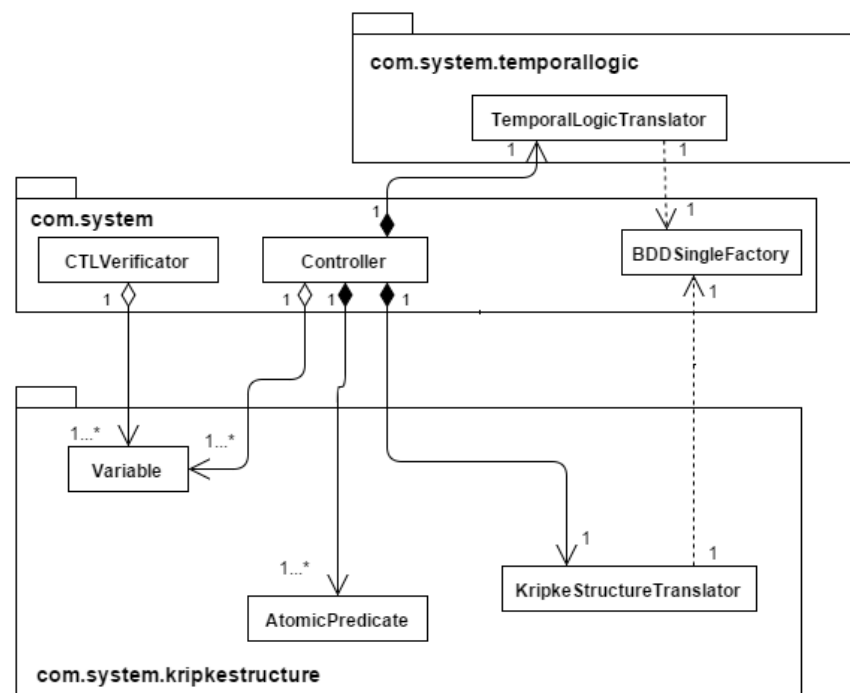 com.system.temporallogic
TemporalLogicTranslator
1 1
com.system
1 1
CTLVerificator Controller BDDSingleFactory
1 1 1 1 1
1...* 1...*
Variable
1 1
1...*
KripkeStructureTranslator
AtomicPredicate
com.system.kripkestructure